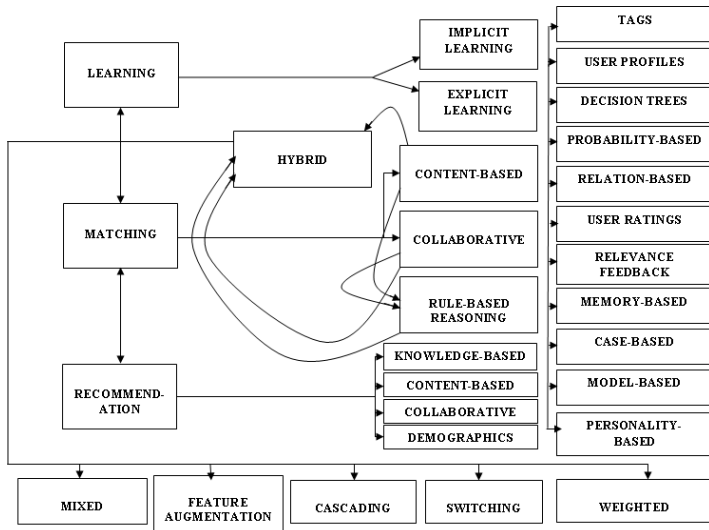 LEARNING
IMPLICIT
LEARNING
EXPLICIT
LEARNING
HYBRID
CONTENT-BASED
MATCHING
COLLABORATIVE
RULE-BASED
REASONING
RECOMMEND-
ATION
KNOWLEDGE-BASED
CONTENT-BASED
COLLABORATIVE
DEMOGRAPHICS
TAGS
USER PROFILES
DECISION TREES
PROBABILITY-BASED
RELATION-BASED
USER RATINGS
RELEVANCE
FEEDBACK
MEMORY-BASED
CASE-BASED
MODEL-BASED
PERSONALITY-
BASED
MIXED
FEATURE
AUGMENTATION
CASCADING
SWITCHING
WEIGHTED